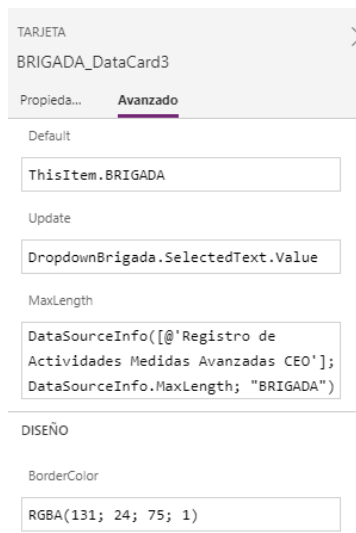 TARJETA
BRIGADA_DataCard3
Propieda...
Avanzado
Default
ThisItem.BRIGADA
Update
DropdownBrigada.SelectedText.Value
MaxLength
DataSourceInfo([@'Registro de
Actividades Medidas Avanzadas CEO'];
DataSourceInfo.MaxLength; "BRIGADA")
DISEÑO
BorderColor
RGBA(131; 24; 75; 1)